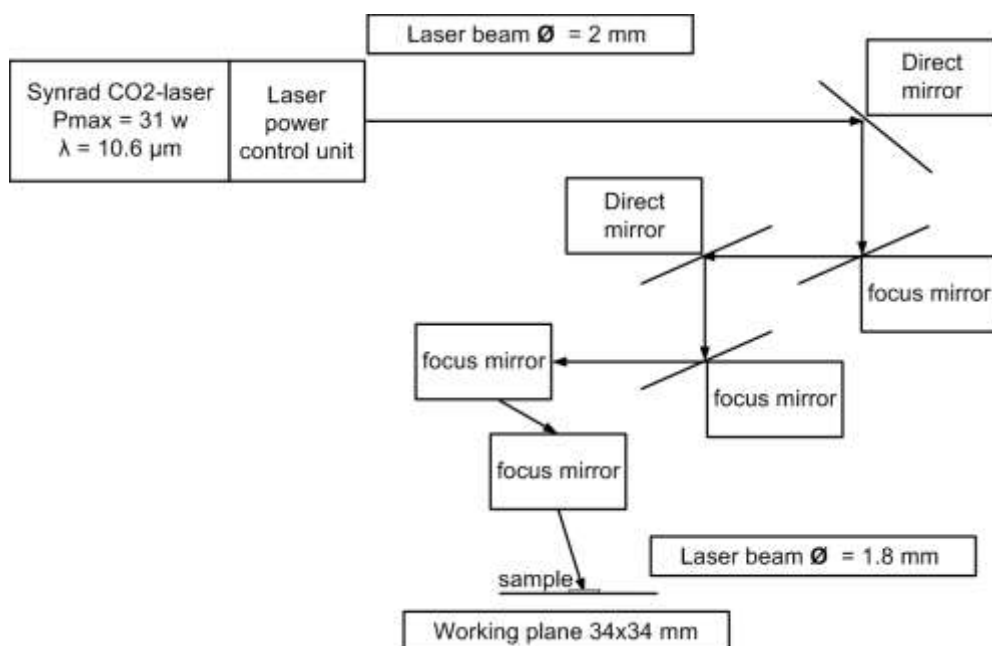 Laser beam Ø = 2 mm
Synrad CO2-laser
Pmax = 31 w
λ = 10.6 µm
Laser
power
control unit
Direct
mirror
Direct
mirror
focus mirror
focus mirror
focus mirror
focus mirror
Laser beam Ø = 1.8 mm
sample
Working plane 34x34 mm